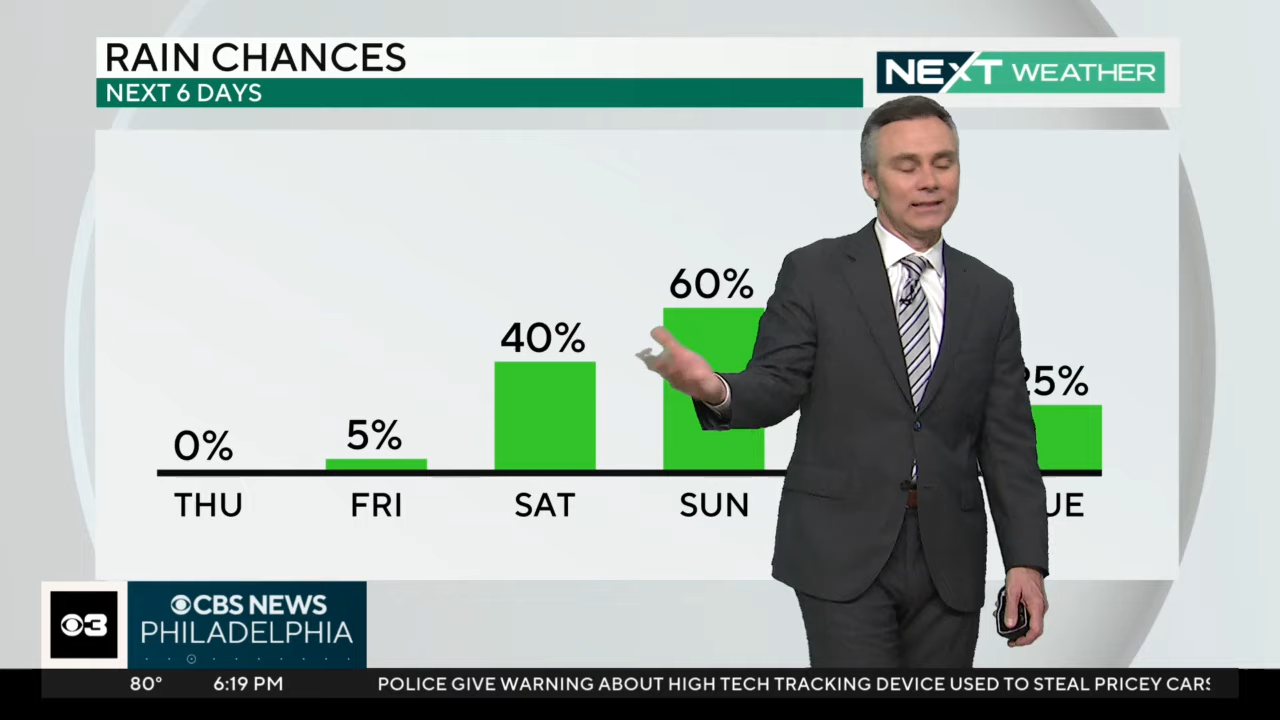 RAIN CHANCES
NEXT 6 DAYS
NEXT WEATHER
60%
40%
5%
0%
THU
FRI
SAT
SUN
CBS NEWS
PHILADELPHIA
3
80°
6:19 PM
POLICE GIVE WARNING ABOUT HIGH TECH TRACKING DEVICE USED TO STEAL PRICEY CARS